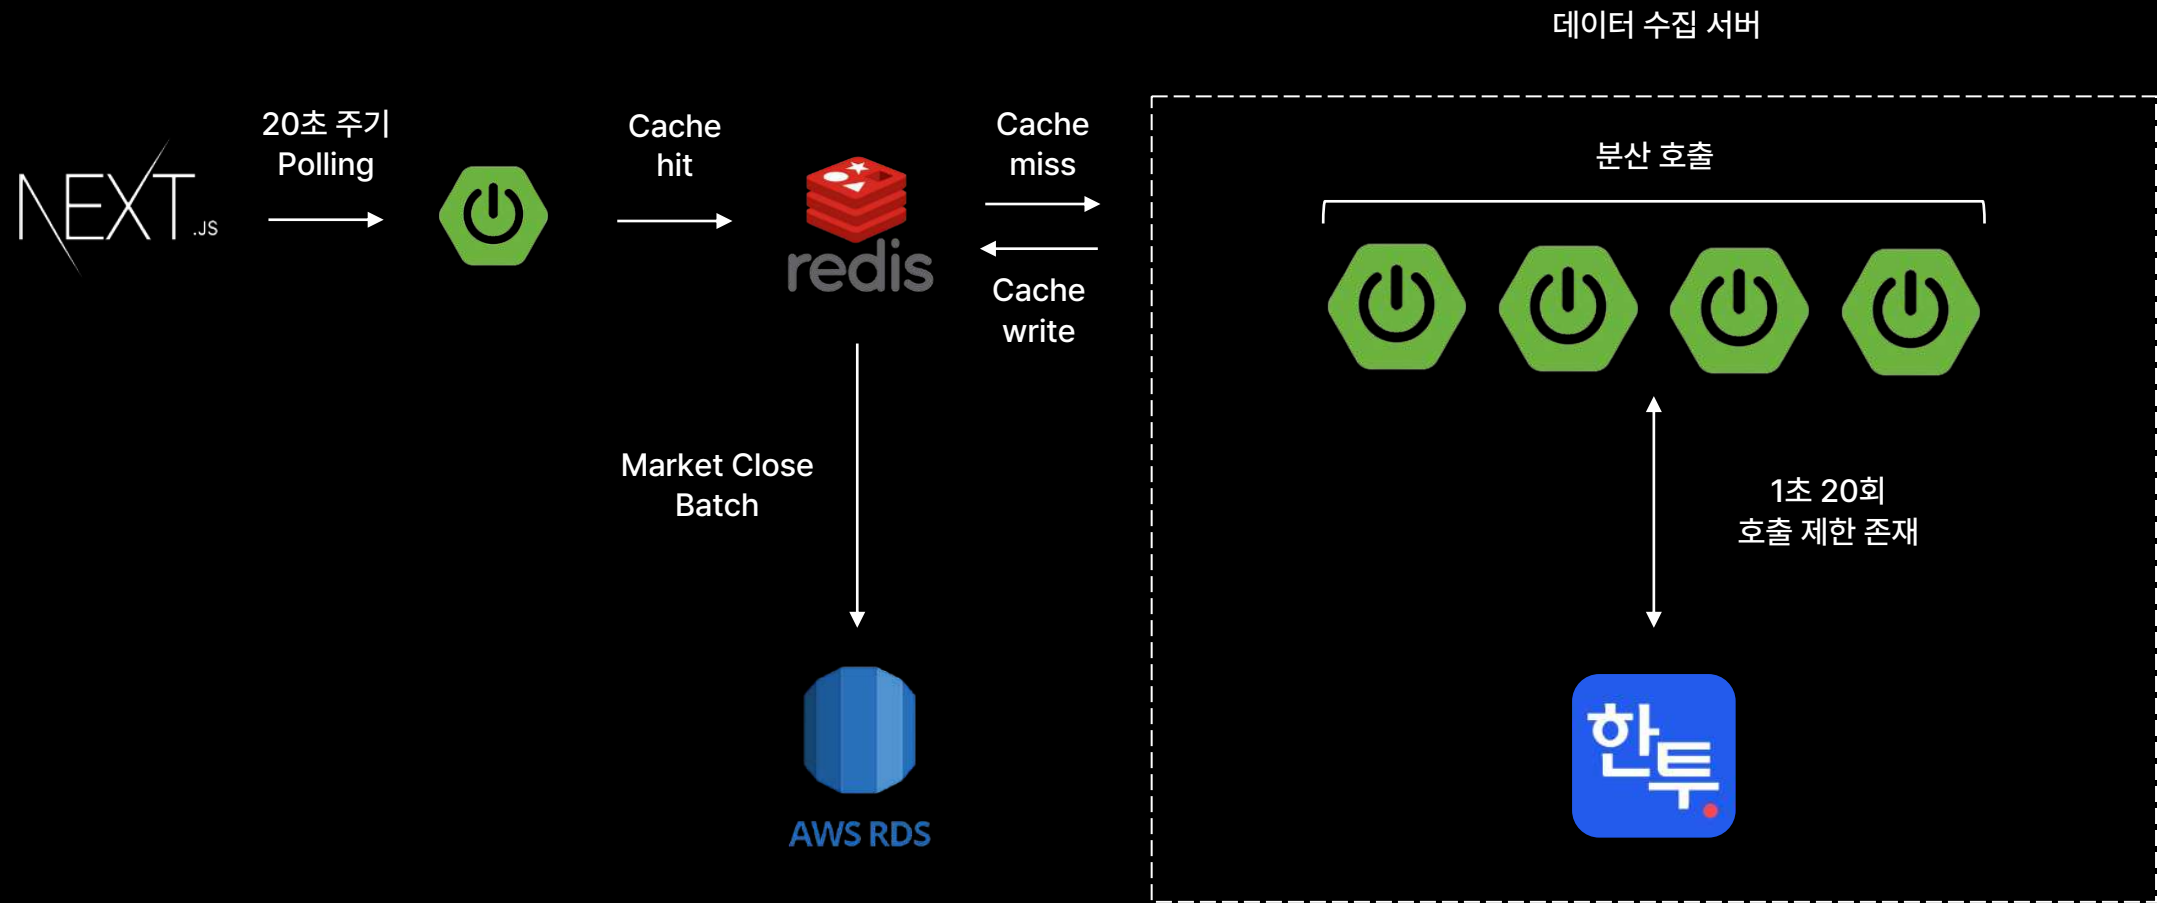 데이터 수집 서버
NEXT.JS
20초 주기
Polling
Cache
hit
redis
Cache
miss
Cache
write
분산 호출
Market Close
Batch
1초 20회
호출 제한 존재
AWS RDS
한투